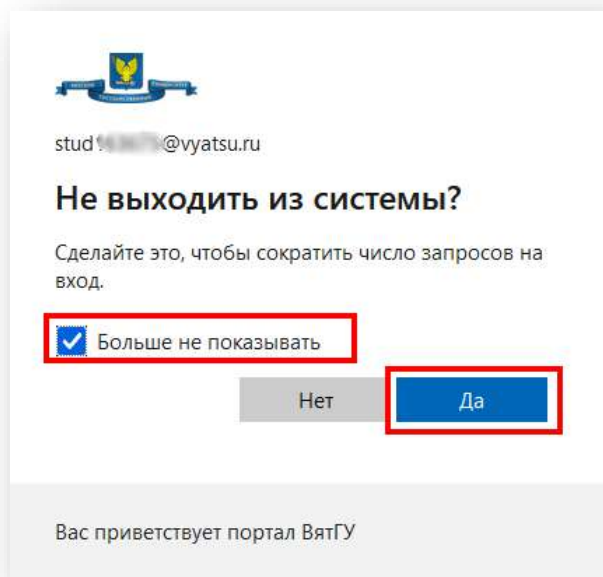 stud @vyatsu.ru
Не выходить из системы?
Сделайте это, чтобы сократить число запросов на
вход.
Больше не показывать
Нет
Да
Вас приветствует портал ВятГУ